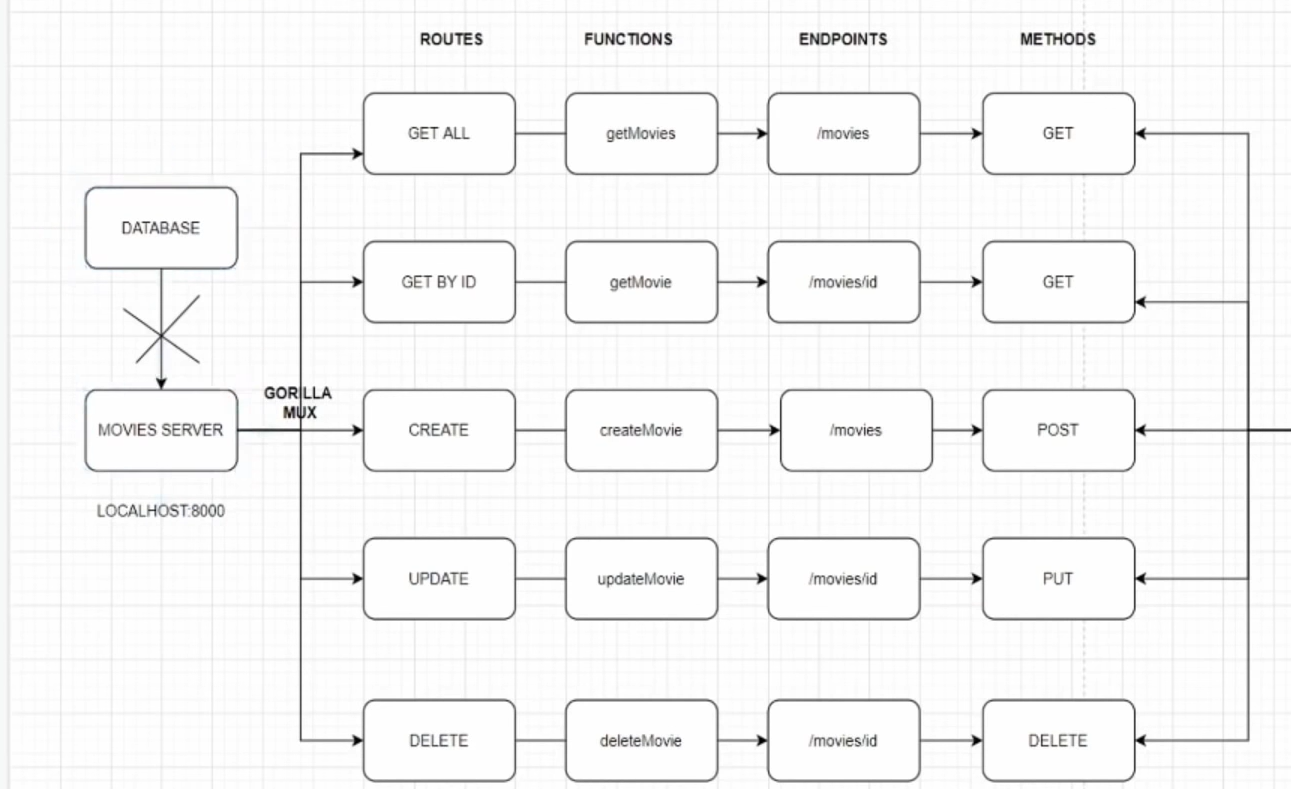 ROUTES
FUNCTIONS
ENDPOINTS
METHODS
GET ALL
getMovies
/movies
GET
DATABASE
GET BY ID
getMovie
/movies/id
GET
GORILLA
MUX
MOVIES SERVER
CREATE
createMovie
/movies
POST
LOCALHOST:8000
UPDATE
updateMovie
/movies/id
PUT
DELETE
deleteMovie
/movies/id
DELETE